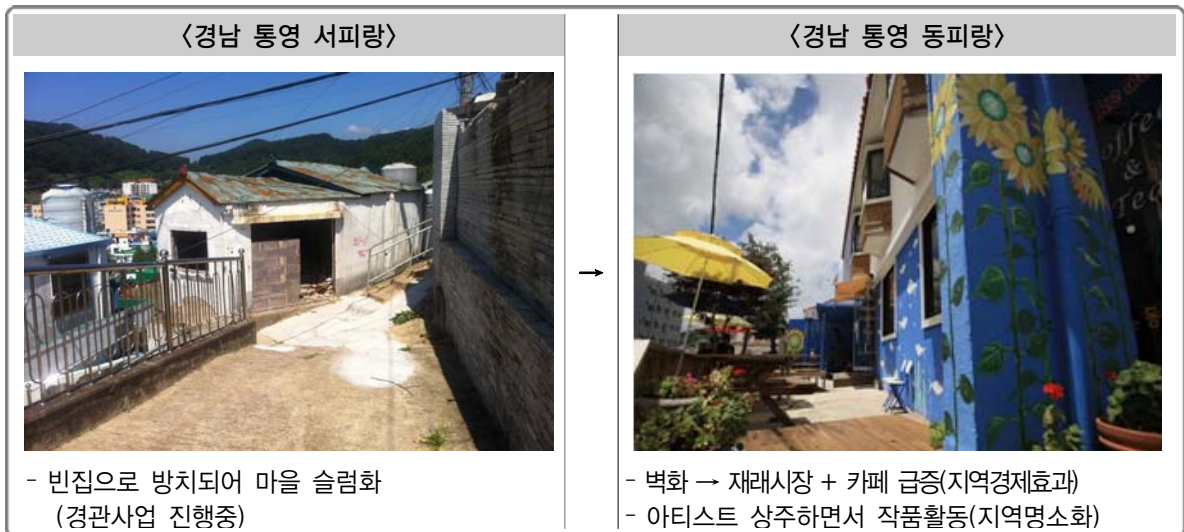 〈경남 통영 서피랑〉
〈경남 통영 동피랑〉
→
Coffee
&
Tea
- 빈집으로 방치되어 마을 슬럼화
(경관사업 진행중)
- 벽화 → 재래시장 + 카페 급증(지역경제효과)
- 아티스트 상주하면서 작품활동(지역명소화)